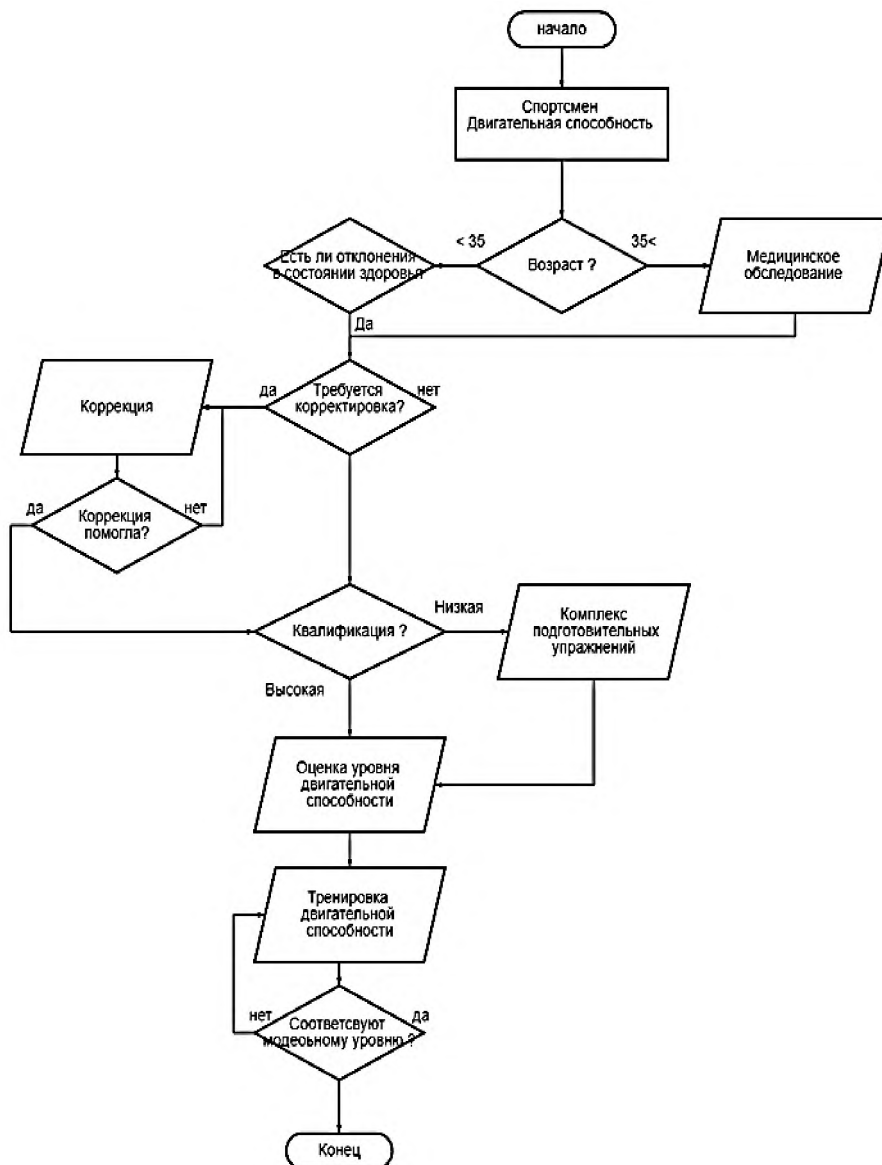 начало
Спортсмен
Двигательная способность
< 35
35<
Есть ли отклонения
в состоянии здоровья
Возраст ?
Медицинское
обследование
Да
да
Требуется
корректировка?
нет
Коррекция
да
Коррекция
помогла?
нет
Квалификация ?
Низкая
Комплекс
подготовительных
упражнений
Высокая
Оценка уровня
двигательной
способности
Тренировка
двигательной
способности
нет
Соответсвуют
модеоьному уровню ?
да
Конец